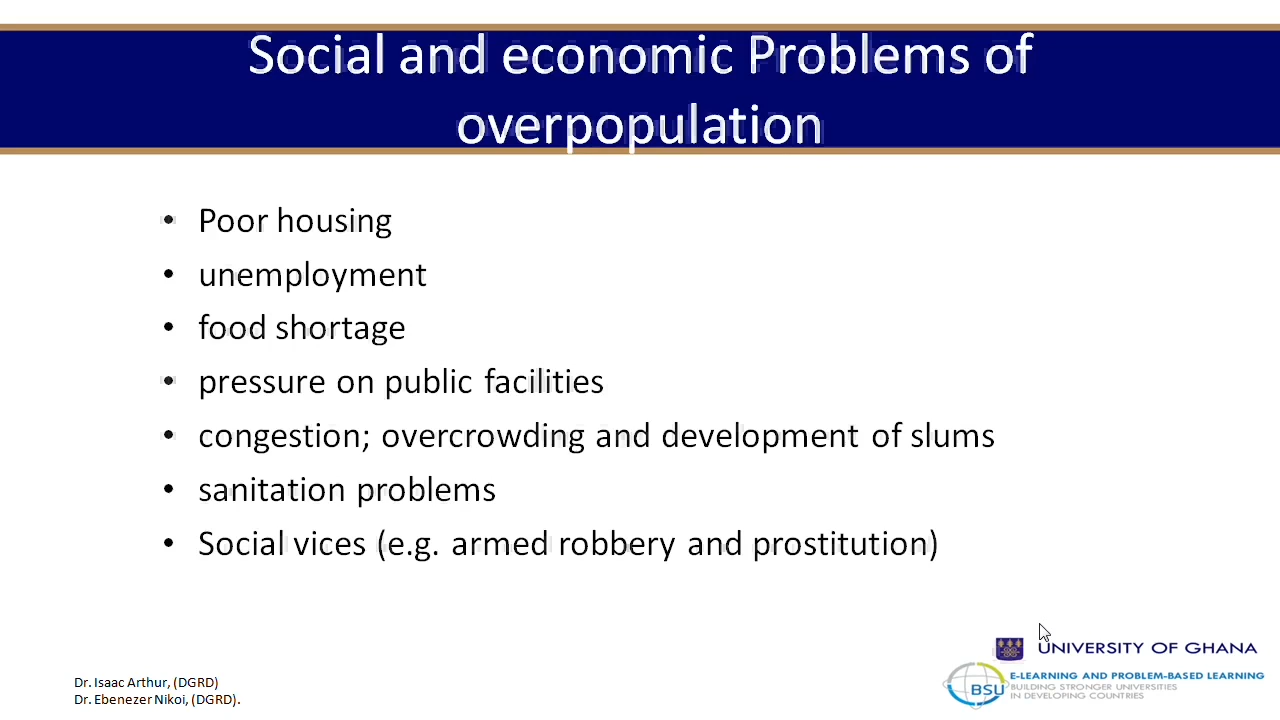 Social and economic Problems of
overpopulation
• Poor housing
• unemployment
• food shortage
• pressure on public facilities
• congestion; overcrowding and development of slums
• sanitation problems
• Social vices (e.g. armed robbery and prostitution)
Dr. Isaac Arthur, (DGRD)
Dr. Ebenezer Nikoi, (DGRD).
UNIVERSITY OF GHANA
BSU
E-LEARNING AND PROBLEM-BASED LEARNING
BUILDING STRONGER UNIVERSITIES
IN DEVELOPING COUNTRIES